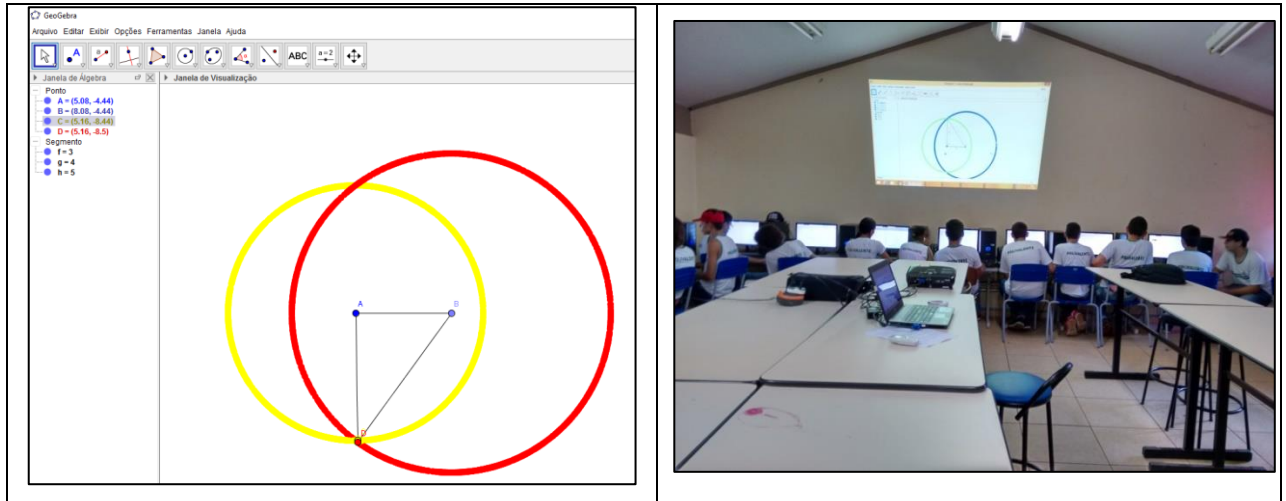 GeoGebra
Arquivo Editar Exibir Opções Ferramentas Janela Ajuda
ABC
a = 2
Janela de Álgebra
Janela de Visualização
Ponto
A = (5.08, -4.44)
B = (8.08, -4.44)
C = (5.16, -8.44)
D = (5.16, -8.5)
Segmento
f = 3
g = 4
h = 5
A
B
D